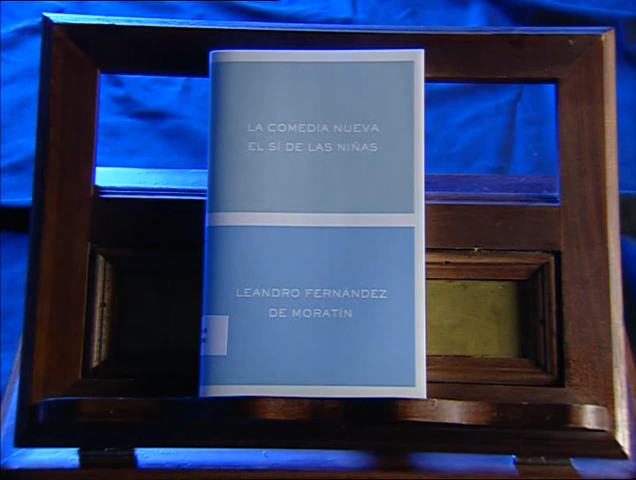 LA COMEDIA NUEVA
EL SÍ DE LAS NIÑAS
LEANDRO FERNÁNDEZ
DE MORATÍN